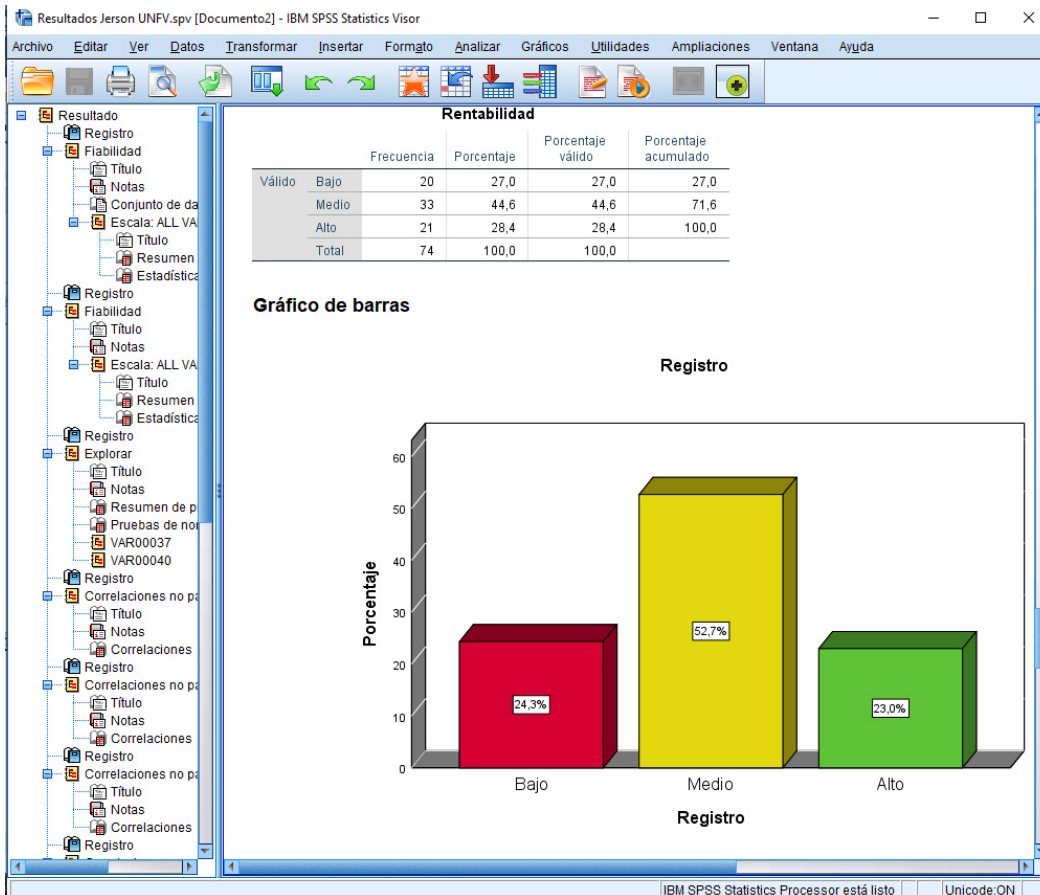 Resultados Jerson UNFV.spv [Documento2] - IBM SPSS Statistics Visor
Archivo Editar Ver Datos Transformar Insertar Formato Analizar Gráficos Utilidades Ampliaciones Ventana Ayuda
Resultado
Registro
Fiabilidad
Título
Notas
Conjunto de da
Escala: ALL VA
Título
Resumen
Estadística
Registro
Fiabilidad
Título
Notas
Escala: ALL VA
Título
Resumen
Estadística
Registro
Explorar
Título
Notas
Resumen de p
Pruebas de nor
VAR00037
VAR00040
Registro
Correlaciones no pa
Título
Notas
Correlaciones
Registro
Correlaciones no pa
Título
Notas
Correlaciones
Registro
Correlaciones no pa
Título
Notas
Correlaciones
Registro
Rentabilidad
Frecuencia Porcentaje Porcentaje válido Porcentaje acumulado
Válido Bajo 20 27,0 27,0 27,0
Medio 33 44,6 44,6 71,6
Alto 21 28,4 28,4 100,0
Total 74 100,0 100,0
Gráfico de barras
Registro
Porcentaje
60
50
40
30
20
10
0
24,3%
52,7%
23,0%
Bajo Medio Alto
Registro
IBM SPSS Statistics Processor está listo Unicode:ON